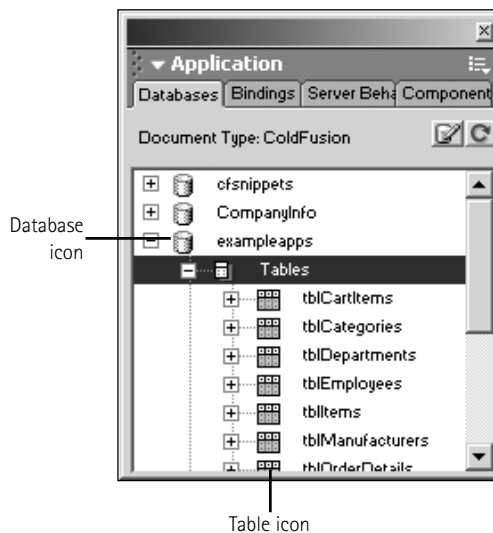 Application
Databases Bindings Server Beha Component
Document Type: ColdFusion
cfsnippets
CompanyInfo
exampleapps
Tables
tblCartItems
tblCategories
tblDepartments
tblEmployees
tblItems
tblManufacturers
tblOrderDetails
Database
icon
Table icon